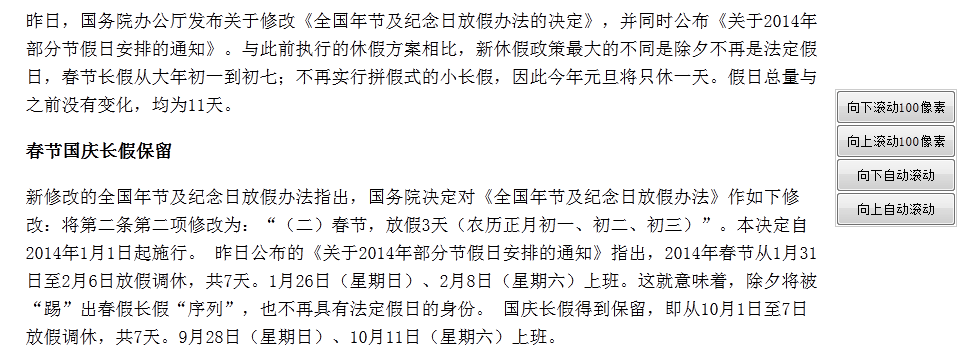 昨日，国务院办公厅发布关于修改《全国年节及纪念日放假办法的决定》，并同时公布《关于2014年
部分节假日安排的通知》。与此前执行的休假方案相比，新休假政策最大的不同是除夕不再是法定假
日，春节长假从大年初一到初七；不再实行拼假式的小长假，因此今年元旦将只休一天。假日总量与
之前没有变化，均为11天。
春节国庆长假保留
新修改的全国年节及纪念日放假办法指出，国务院决定对《全国年节及纪念日放假办法》作如下修
改：将第二条第二项修改为：“（二）春节，放假3天（农历正月初一、初二、初三）”。本决定自
2014年1月1日起施行。 昨日公布的《关于2014年部分节假日安排的通知》指出，2014年春节从1月31
日至2月6日放假调休，共7天。1月26日（星期日）、2月8日（星期六）上班。这就意味着，除夕将被
“踢”出春假长假“序列”，也不再具有法定假日的身份。 国庆长假得到保留，即从10月1日至7日
放假调休，共7天。9月28日（星期日）、10月11日（星期六）上班。
向下滚动100像素
向上滚动100像素
向下自动滚动
向上自动滚动